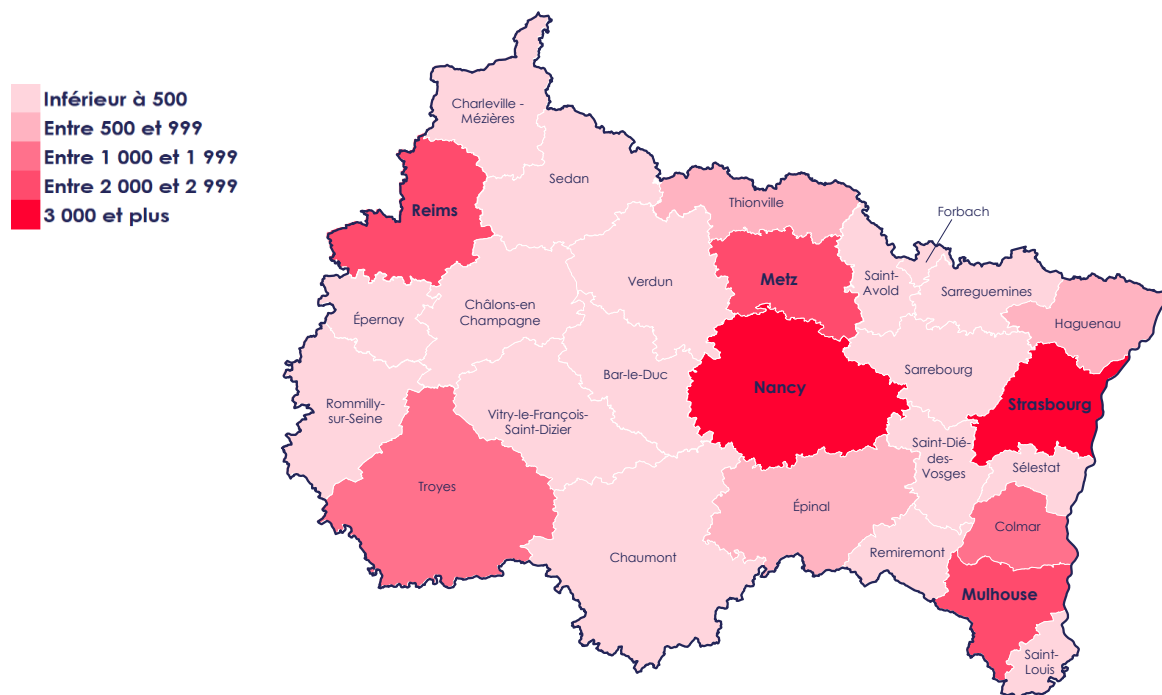 Inférieur à 500
Entre 500 et 999
Entre 1 000 et 1 999
Entre 2 000 et 2 999
3 000 et plus
Charleville -
Mézières
Sedan
Reims
Thionville
Forbach
Verdun
Metz
Saint-
Avold
Sarreguemines
Châlons-en
Champagne
Épernay
Haguenau
Bar-le-Duc
Nancy
Sarrebourg
Rommilly-
sur-Seine
Vitry-le-François-
Saint-Dizier
Strasbourg
Saint-Dié-
des-
Vosges
Sélestat
Troyes
Épinal
Colmar
Chaumont
Remiremont
Mulhouse
Saint-
Louis